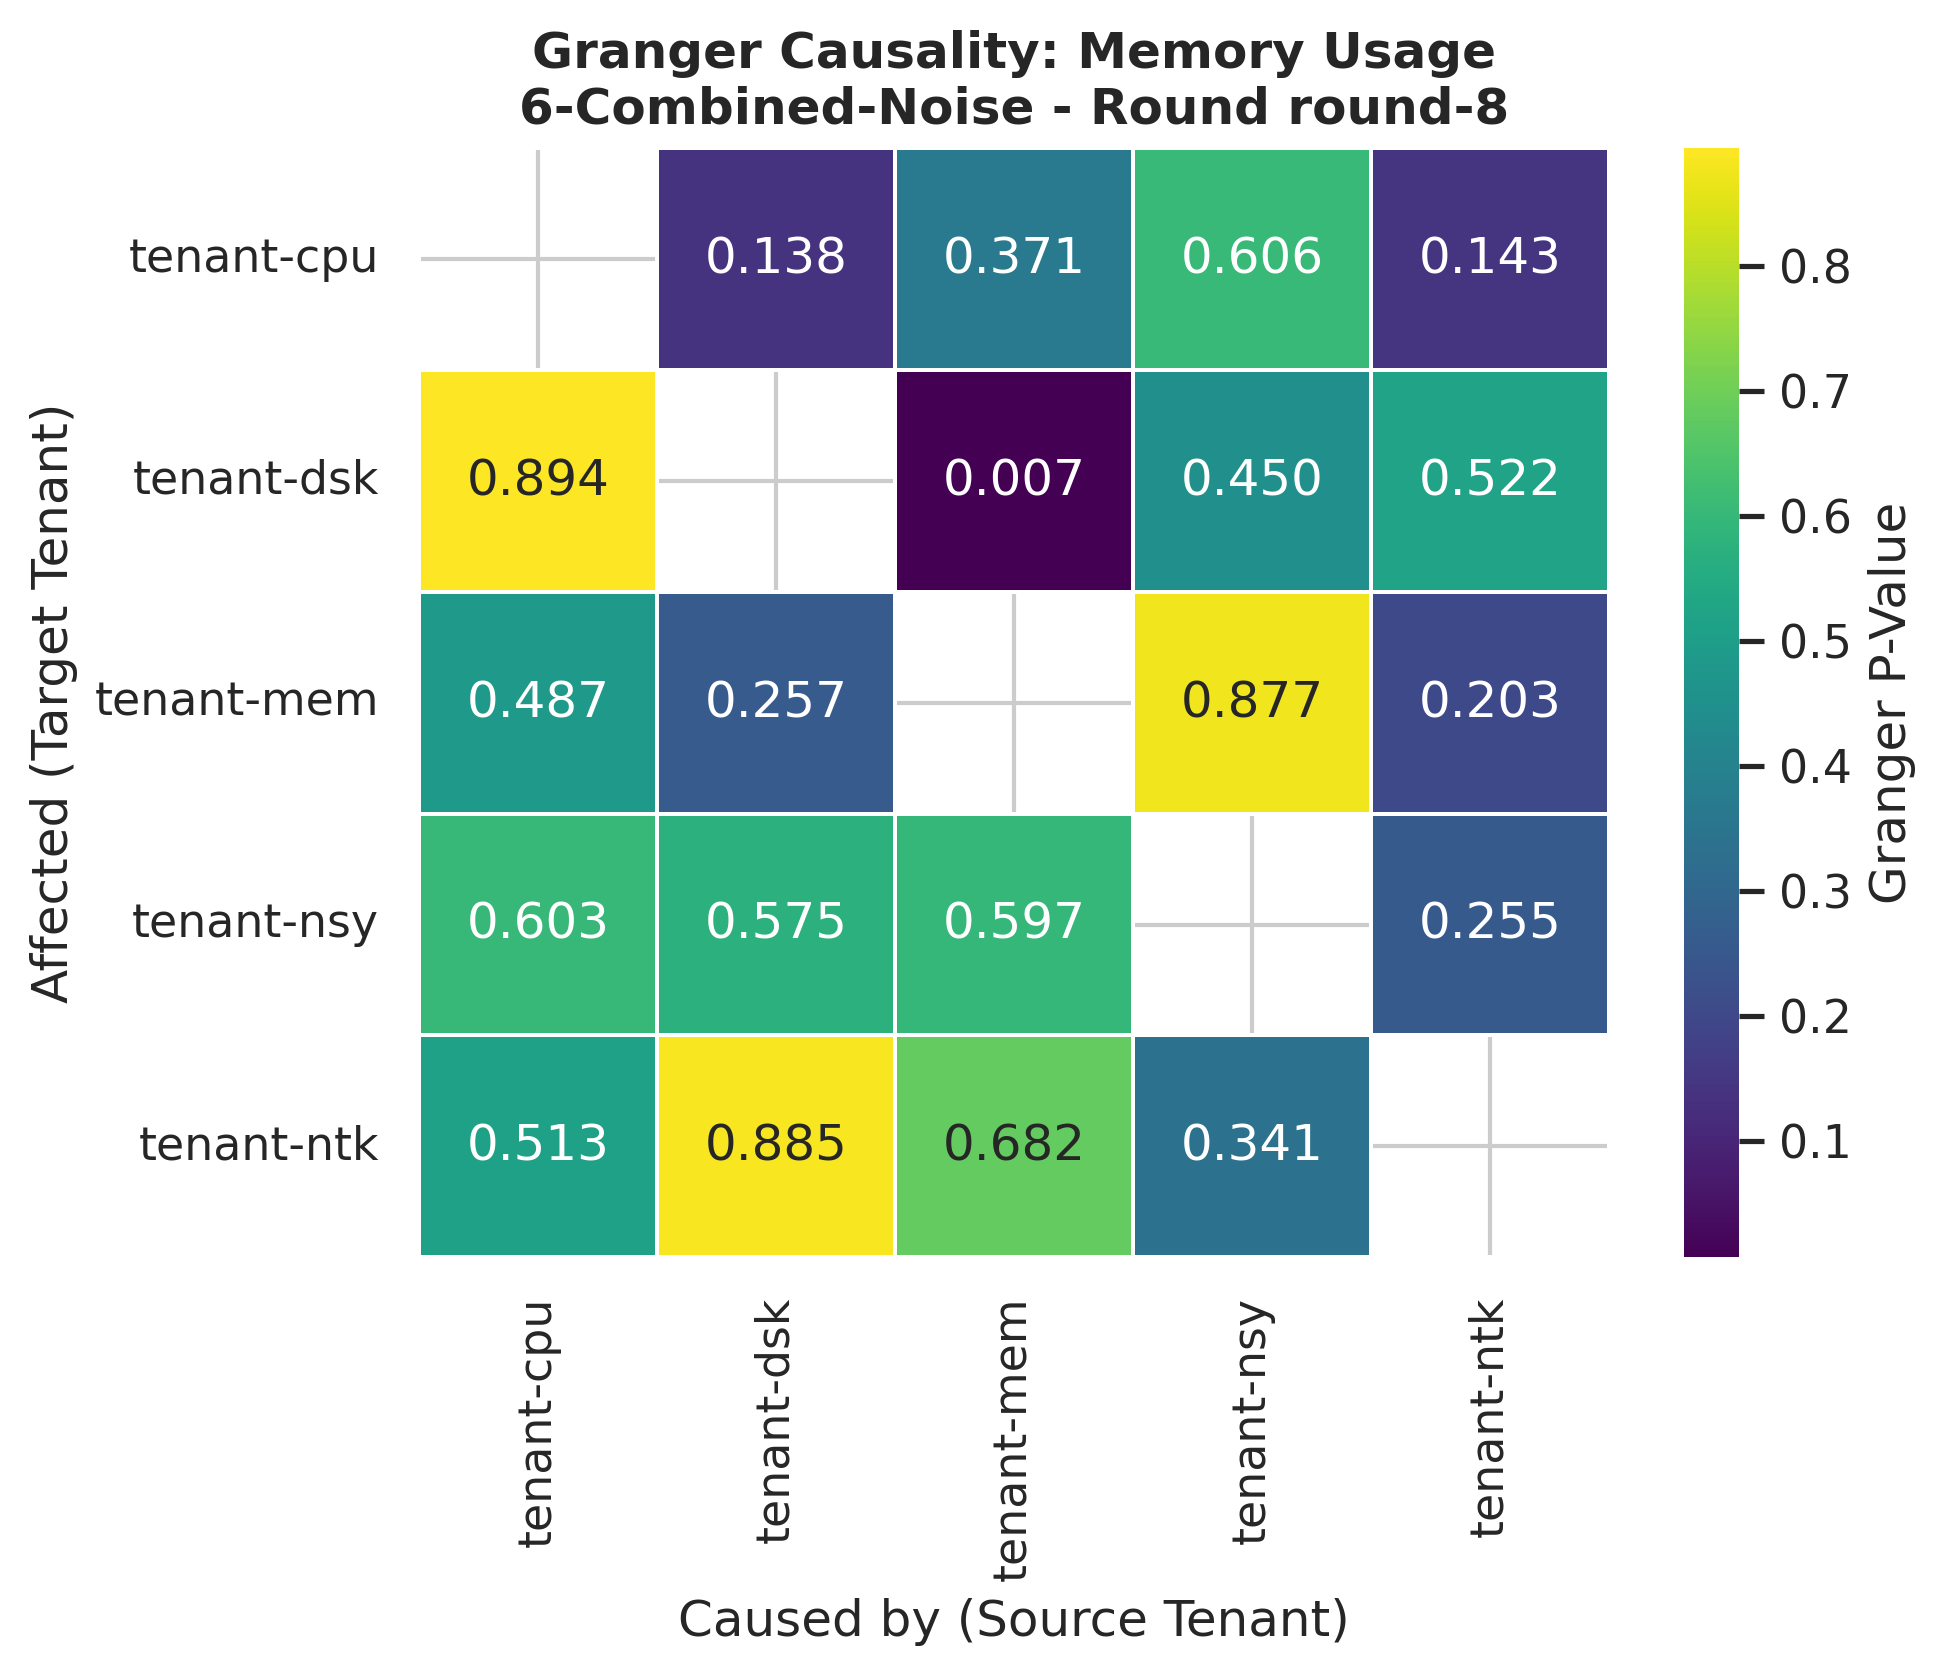 Granger Causality: Memory Usage
6-Combined-Noise - Round round-8
Affected (Target Tenant)
tenant-cpu
0.138 0.371 0.606 0.143
tenant-dsk
0.894 0.007 0.450 0.522
tenant-mem
0.487 0.257 0.877 0.203
tenant-nsy
0.603 0.575 0.597 0.255
tenant-ntk
0.513 0.885 0.682 0.341
tenant-cpu
tenant-dsk
tenant-mem
tenant-nsy
tenant-ntk
Caused by (Source Tenant)
0.8
0.7
0.6
0.5
0.4
0.3
0.2
0.1
Granger P-Value